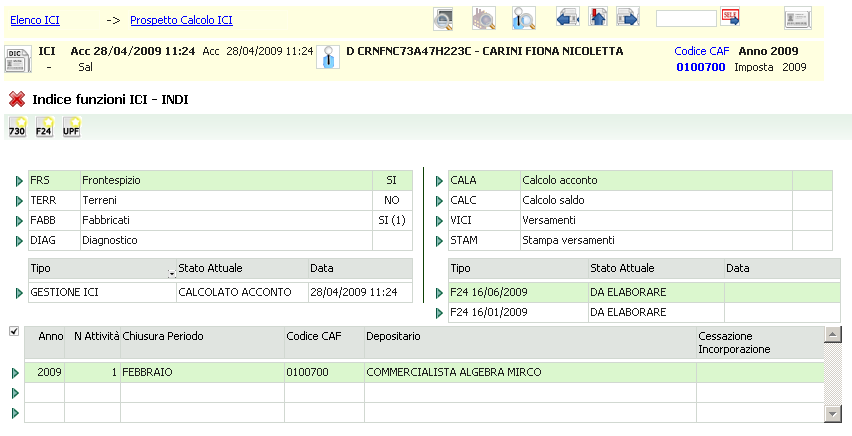 Elenco ICI -> Prospetto Calcolo ICI
ICI Acc 28/04/2009 11:24 Acc 28/04/2009 11:24 D CRNFNC73A47H223C - CARINI FIONA NICOLETTA Codice CAF Anno 2009
- Sal 0100700 Imposta 2009
Indice funzioni ICI - INDI
730 F24 UPF
FRS Frontespizio SI CALA Calcolo acconto
TERR Terreni NO CALC Calcolo saldo
FABB Fabbricati SI (1) VICI Versamenti
DIAG Diagnostico STAM Stampa versamenti
Tipo Stato Attuale Data Tipo Stato Attuale Data
GESTIONE ICI CALCOLATO ACCONTO 28/04/2009 11:24 F24 16/06/2009 DA ELABORARE
F24 16/01/2009 DA ELABORARE
Anno N Attività Chiusura Periodo Codice CAF Depositario Cessazione
Incorporazione
2009 1 FEBBRAIO 0100700 COMMERCIALISTA ALGEBRA MIRCO